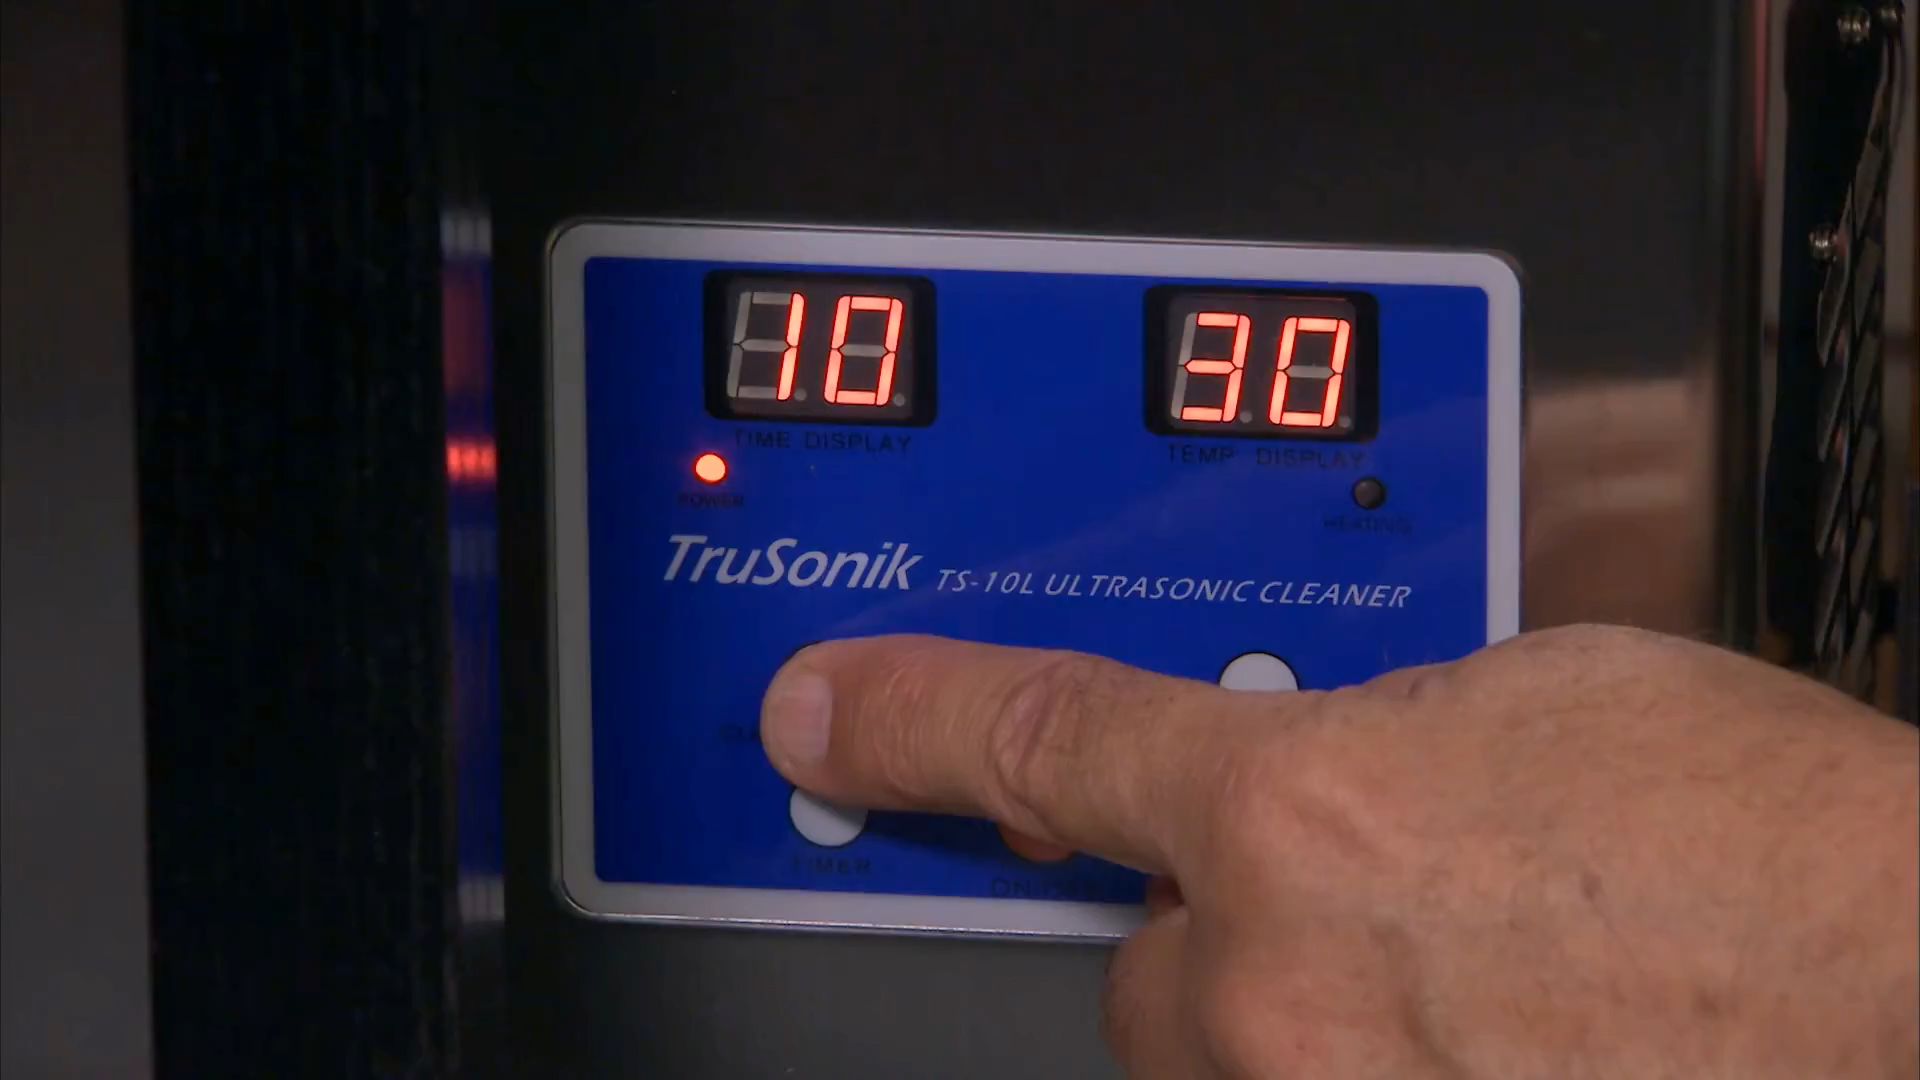 10
30
TIME DISPLAY
TEMP DISPLAY
POWER
HEATING
TruSonik TS-10L ULTRASONIC CLEANER
TIMER